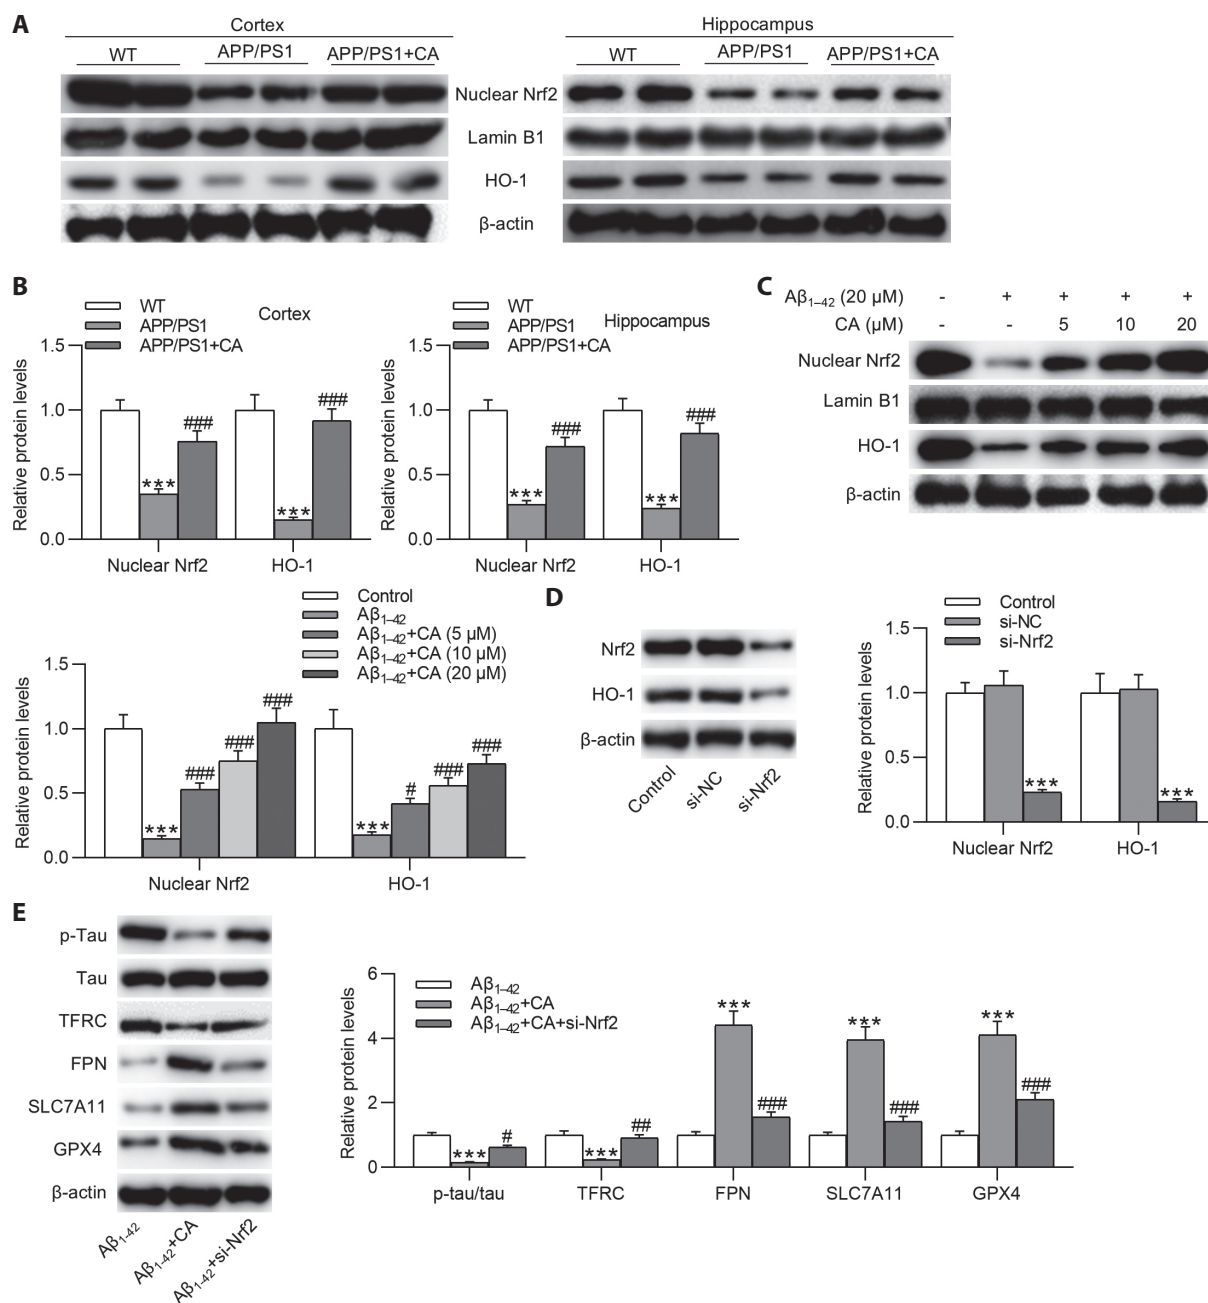 A
Cortex
WT APP/PS1 APP/PS1+CA
Hippocampus
WT APP/PS1 APP/PS1+CA
Nuclear Nrf2
Lamin B1
HO-1
β-actin
B
WT
APP/PS1
APP/PS1+CA
Cortex
Relative protein levels
1.5
1.0
0.5
0.0
*** ### *** ###
Nuclear Nrf2 HO-1
WT
APP/PS1
APP/PS1+CA
Hippocampus
Relative protein levels
1.5
1.0
0.5
0.0
*** ### *** ###
Nuclear Nrf2 HO-1
C
Aβ1–42 (20 μM) - + + + +
CA (μM) - - 5 10 20
Nuclear Nrf2
Lamin B1
HO-1
β-actin
Control
Aβ1–42
Aβ1–42+CA (5 μM)
Aβ1–42+CA (10 μM)
Aβ1–42+CA (20 μM)
Relative protein levels
1.5
1.0
0.5
0.0
*** ### ### ### *** # ### ###
Nuclear Nrf2 HO-1
D
Nrf2
HO-1
β-actin
Control si-NC si-Nrf2
Control
si-NC
si-Nrf2
Relative protein levels
1.5
1.0
0.5
0.0
*** ***
Nuclear Nrf2 HO-1
E
p-Tau
Tau
TFRC
FPN
SLC7A11
GPX4
β-actin
Aβ1–42 Aβ1–42+CA Aβ1–42+si-Nrf2
Aβ1–42
Aβ1–42+CA
Aβ1–42+CA+si-Nrf2
Relative protein levels
6
4
2
0
*** # *** ## *** ### *** ### *** ###
p-tau/tau TFRC FPN SLC7A11 GPX4